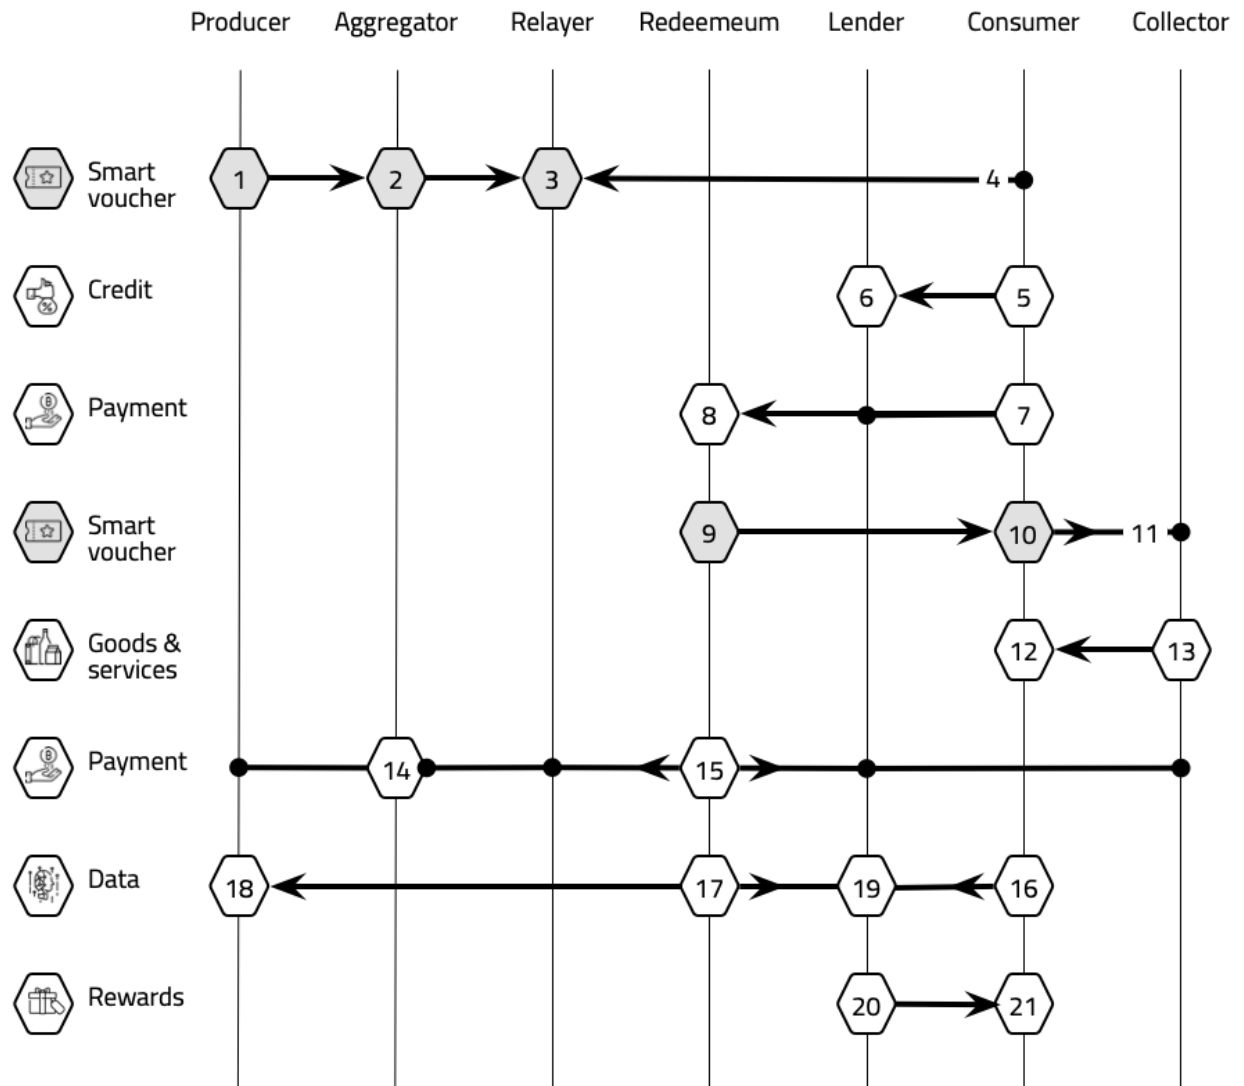 Producer Aggregator Relayer Redeemeum Lender Consumer Collector
Smart
voucher
1 2 3 4
Credit
6 5
Payment
8 7
Smart
voucher
9 10 11
Goods &
services
12 13
Payment
14 15
Data
18 17 19 16
Rewards
20 21